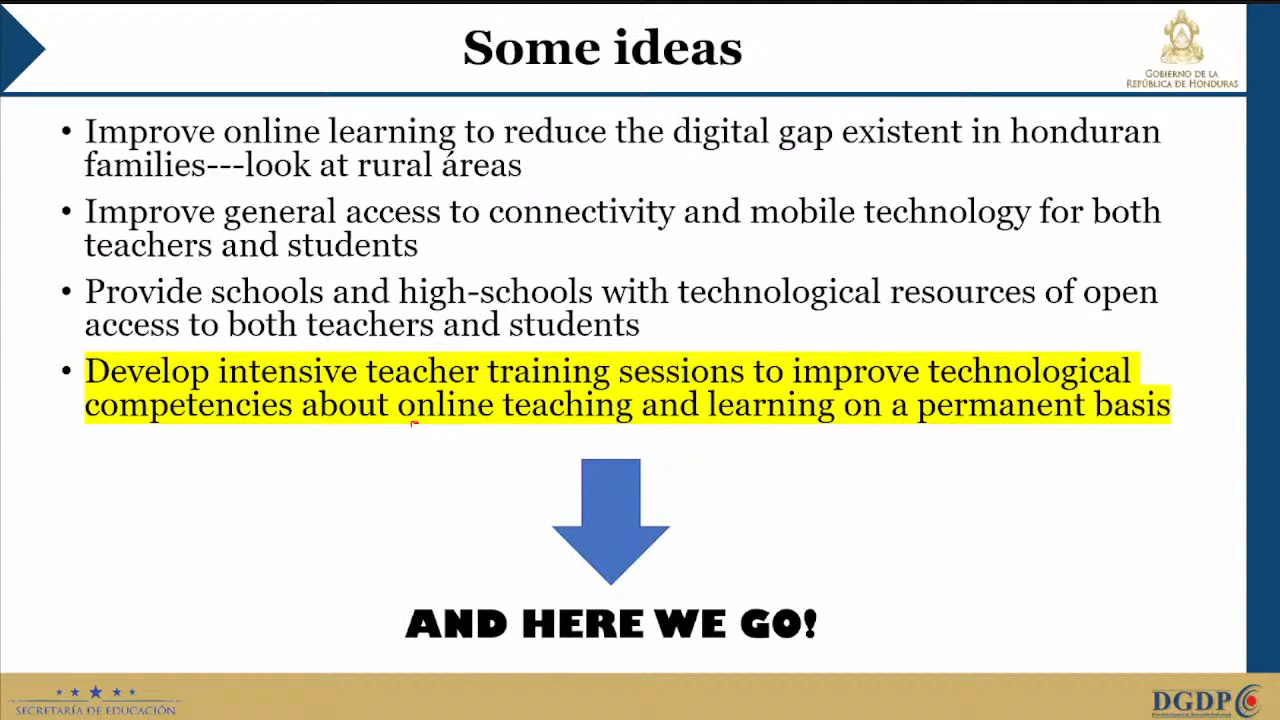 Some ideas
GOBIERNO DE LA
REPÚBLICA DE HONDURAS
• Improve online learning to reduce the digital gap existent in honduran
families---look at rural áreas
• Improve general access to connectivity and mobile technology for both
teachers and students
• Provide schools and high-schools with technological resources of open
access to both teachers and students
• Develop intensive teacher training sessions to improve technological
competencies about online teaching and learning on a permanent basis
AND HERE WE GO!
SECRETARÍA DE EDUCACIÓN
DGDP